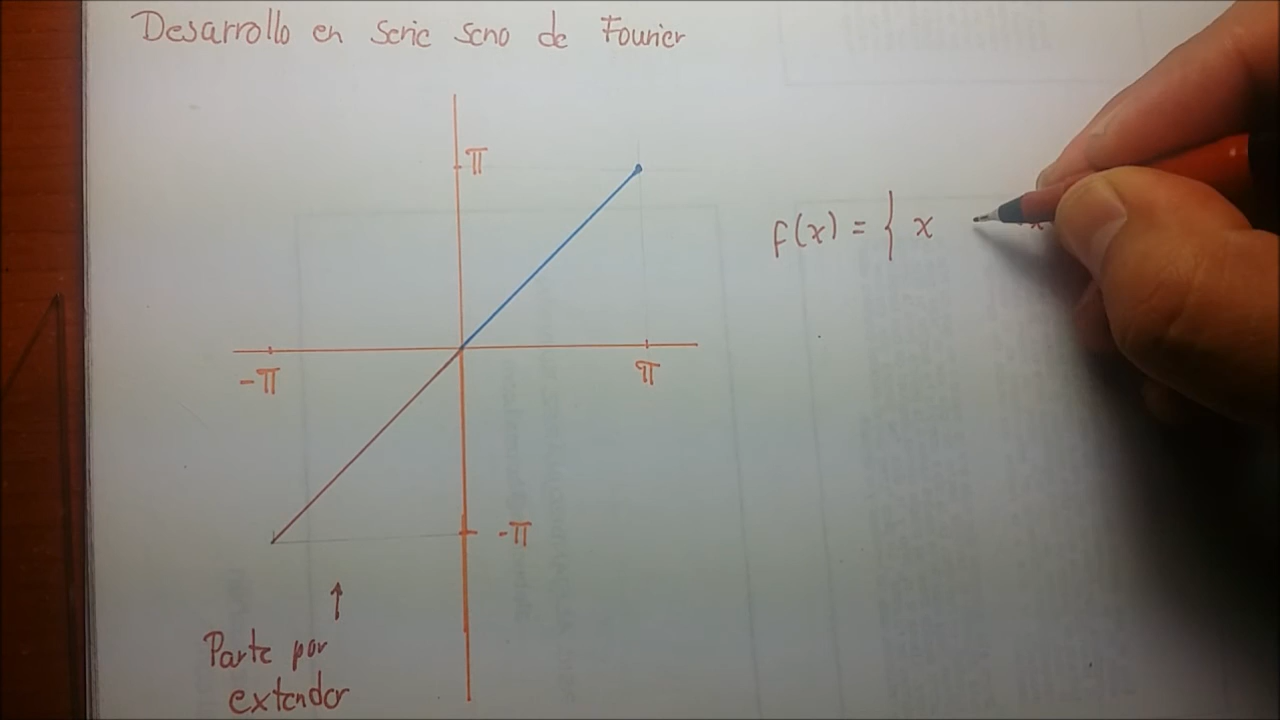 Desarrollo en serie seno de Fourier
π
f(x) = { x
-π
π
-π
Parte por
extender